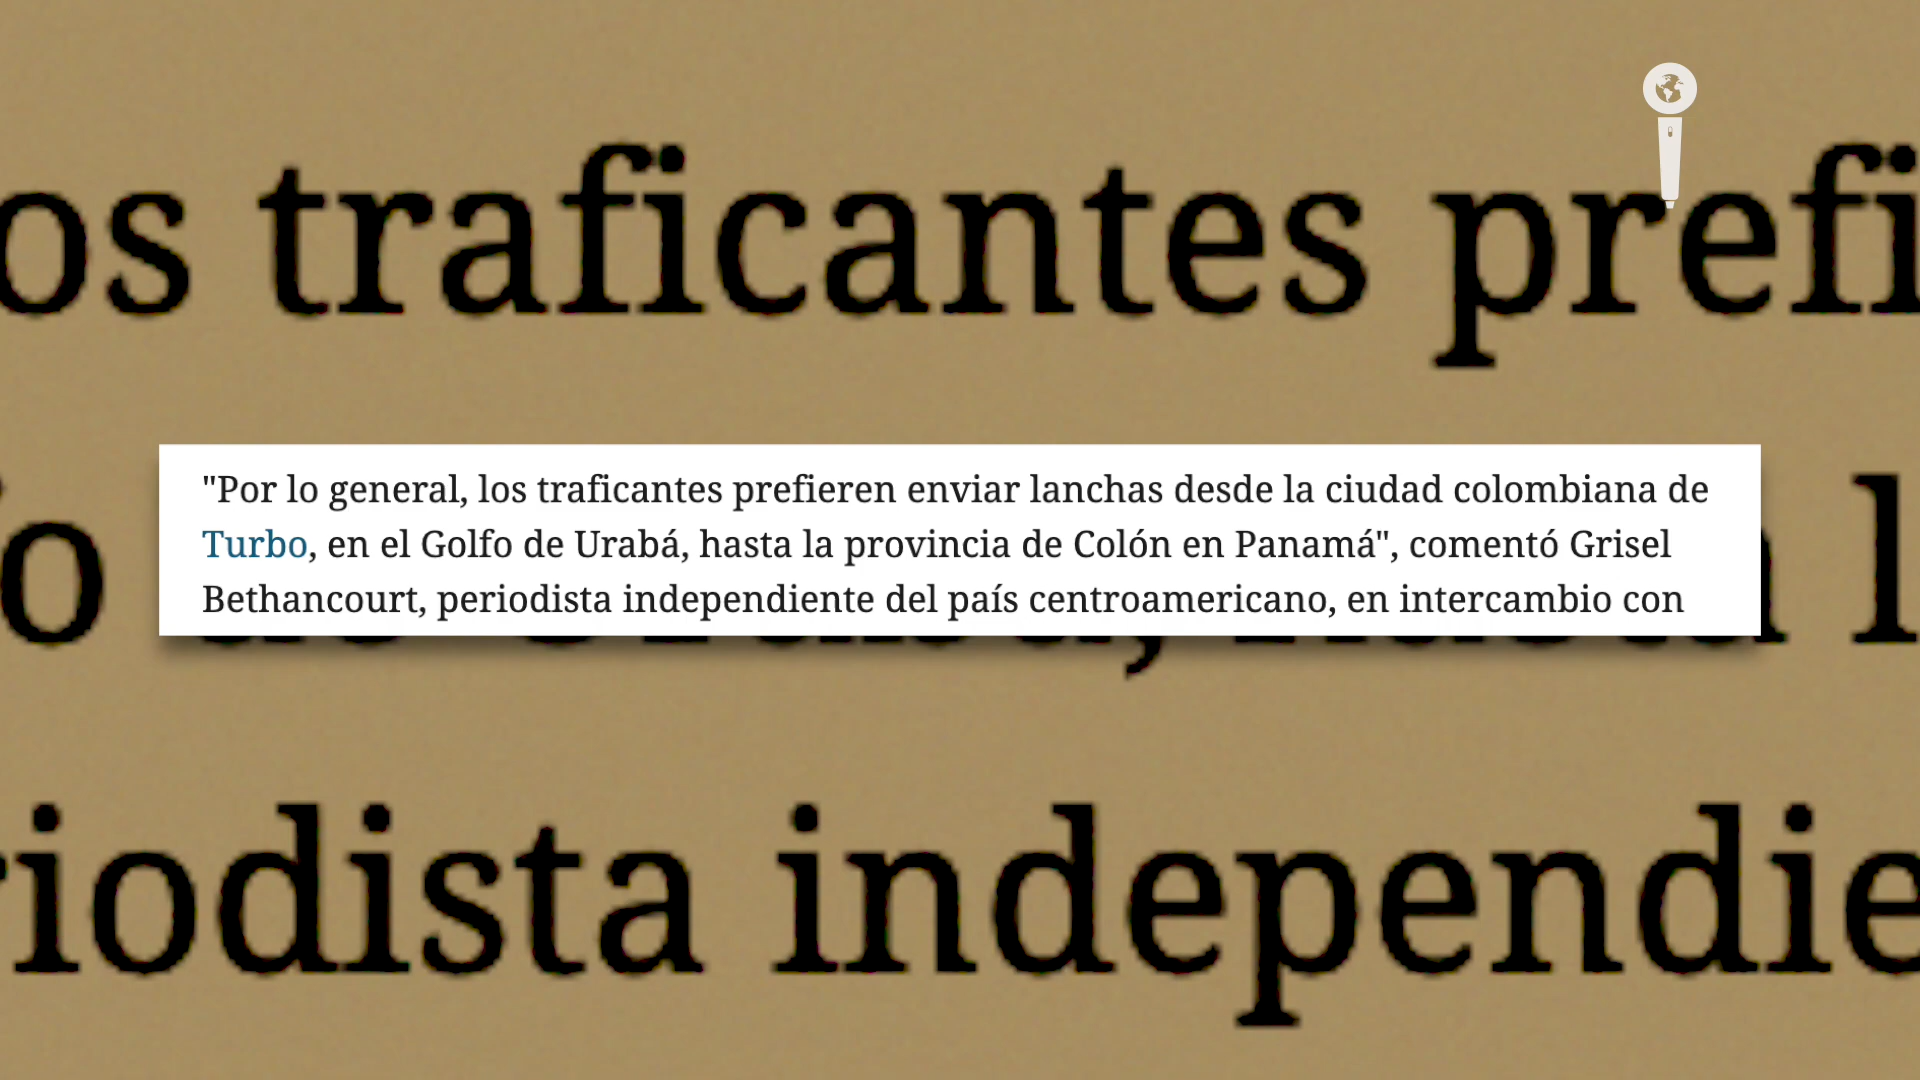 os traficantes prefi
"Por lo general, los traficantes prefieren enviar lanchas desde la ciudad colombiana de
Turbo, en el Golfo de Urabá, hasta la provincia de Colón en Panamá", comentó Grisel
Bethancourt, periodista independiente del país centroamericano, en intercambio con
iodista independie